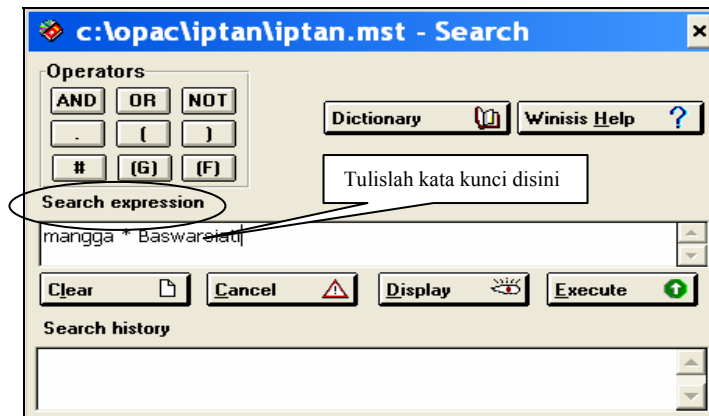 c:\opac\iptan\iptan.mst - Search
Operators
AND OR NOT
. ( )
# (G) (F)
Dictionary
Winisis Help ?
Tulislah kata kunci disini
Search expression
mangga * Baswarsiati
Clear Cancel Display Execute
Search history